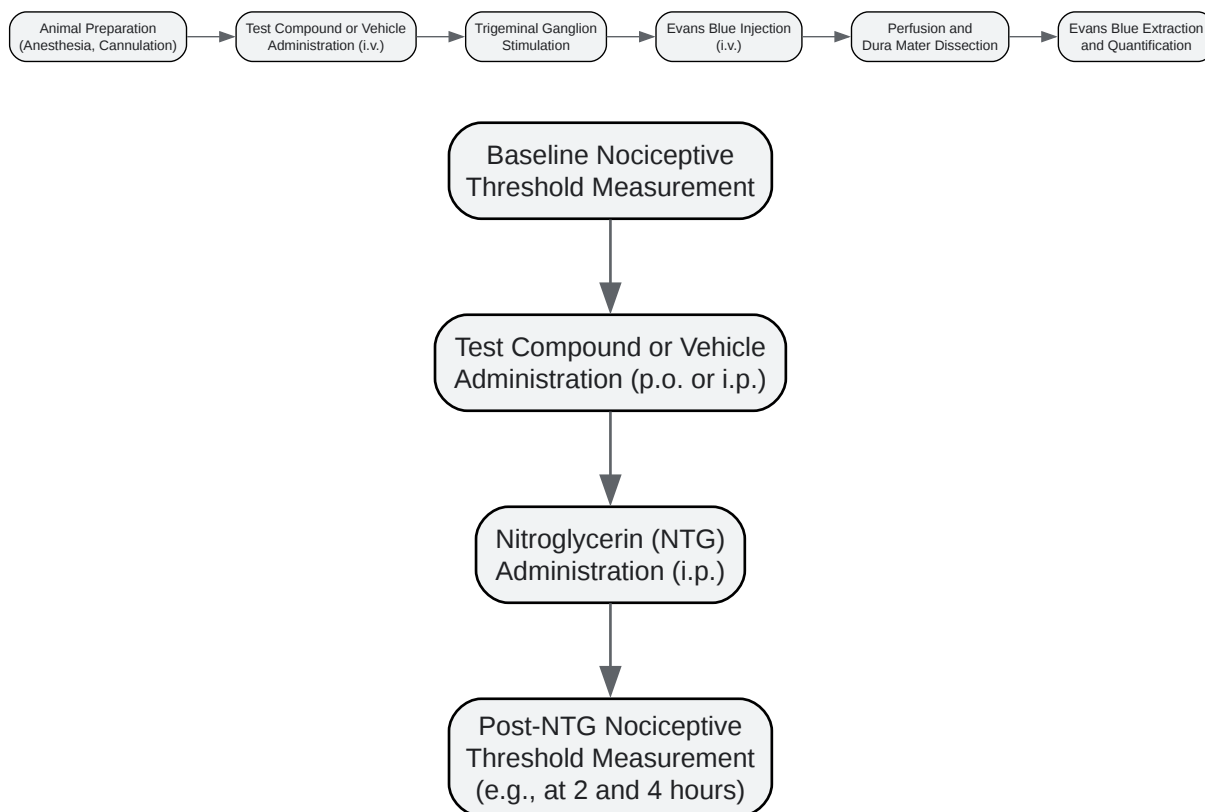 Animal Preparation
(Anesthesia, Cannulation)
Test Compound or Vehicle
Administration (i.v.)
Trigeminal Ganglion
Stimulation
Evans Blue Injection
(i.v.)
Perfusion and
Dura Mater Dissection
Evans Blue Extraction
and Quantification
Baseline Nociceptive
Threshold Measurement
Test Compound or Vehicle
Administration (p.o. or i.p.)
Nitroglycerin (NTG)
Administration (i.p.)
Post-NTG Nociceptive
Threshold Measurement
(e.g., at 2 and 4 hours)